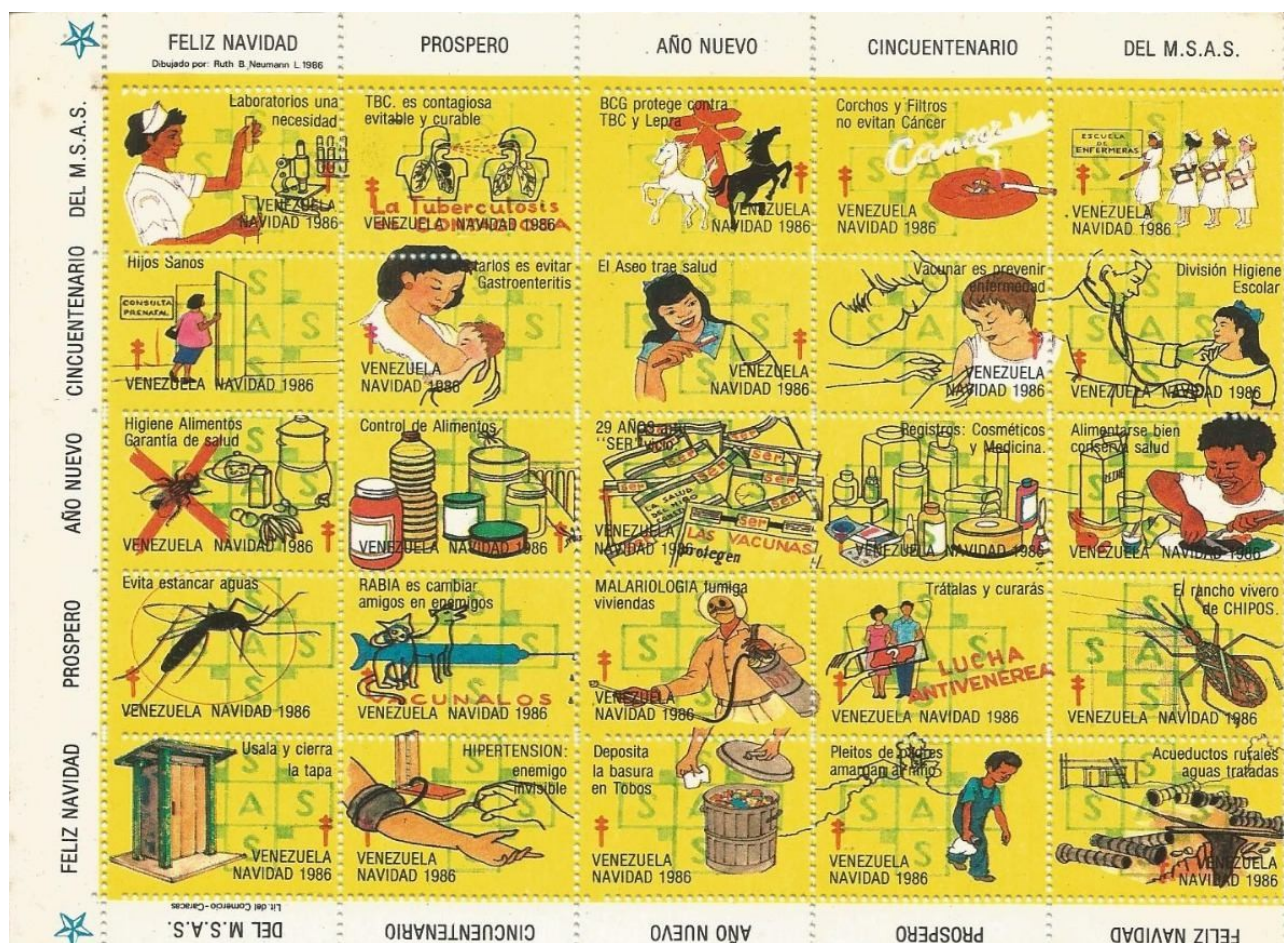 FELIZ NAVIDAD
PROSPERO
AÑO NUEVO
CINCUENTENARIO
DEL M.S.A.S.
Dibujado por: Ruth B. Neumann L. 1986
DEL M.S.A.S.
CINCUENTENARIO
AÑO NUEVO
PROSPERO
FELIZ NAVIDAD
Laboratorios una
necesidad
VENEZUELA
NAVIDAD 1986
TBC. es contagiosa
evitable y curable
La Tuberculosis
VENEZUELA NAVIDAD 1986
BCG protege contra
TBC y Lepra
VENEZUELA
NAVIDAD 1986
Corchos y Filtros
no evitan Cáncer
Cancer
VENEZUELA
NAVIDAD 1986
ESCUELA
DE
ENFERMERAS
VENEZUELA
NAVIDAD 1986
Hijos Sanos
CONSULTA
PRENATAL
VENEZUELA NAVIDAD 1986
es evitar
Gastroenteritis
VENEZUELA
NAVIDAD 1986
El Aseo trae salud
VENEZUELA
NAVIDAD 1986
Vacunar es prevenir
enfermedad
VENEZUELA
NAVIDAD 1986
División Higiene
Escolar
VENEZUELA NAVIDAD 1986
Higiene Alimentos
Garantía de salud
VENEZUELA NAVIDAD 1986
Control de Alimentos
VENEZUELA NAVIDAD 1986
29 AÑOS
"SER"vicio
ser
ser
ser
ser
LA SALUD
ser
LAS VACUNAS
protegen
VENEZUELA
NAVIDAD 1986
Registros: Cosméticos
y Medicina.
VENEZUELA NAVIDAD 1986
Alimentarse bien
conserva salud
VENEZUELA NAVIDAD 1986
Evita estancar aguas
VENEZUELA NAVIDAD 1986
RABIA es cambiar
amigos en enemigos
VACUNALOS
VENEZUELA NAVIDAD 1986
MALARIOLOGIA fumiga
viviendas
VENEZUELA
NAVIDAD 1986
Trátalas y curarás
?
LUCHA
ANTIVENEREA
VENEZUELA NAVIDAD 1986
El rancho vivero
de CHIPOS.
VENEZUELA NAVIDAD 1986
Usala y cierra
la tapa
VENEZUELA
NAVIDAD 1986
HIPERTENSION:
enemigo
invisible
VENEZUELA
NAVIDAD 1986
Deposita
la basura
en Tobos
VENEZUELA
NAVIDAD 1986
Pleitos de padres
amargan al niño
VENEZUELA
NAVIDAD 1986
Acueductos rurales
aguas tratadas
VENEZUELA
NAVIDAD 1986
Lit. del Comercio-Caracas
DEL M.S.A.S.
CINCUENTENARIO
AÑO NUEVO
PROSPERO
FELIZ NAVIDAD